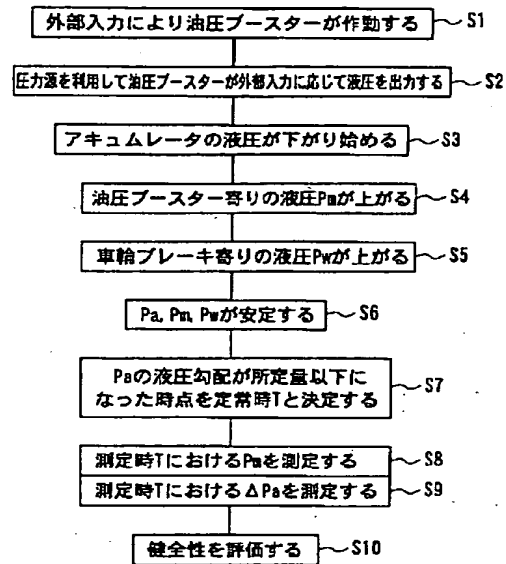 外部入力により油圧ブースターが作動する S1
圧力源を利用して油圧ブースターが外部入力に応じて液圧を出力する S2
アキュムレータの液圧が下がり始める S3
油圧ブースター寄りの液圧Pmが上がる S4
車輪ブレーキ寄りの液圧Pwが上がる S5
Pa,Pm,Pwが安定する S6
Paの液圧勾配が所定量以下に
なった時点を定常時Tと決定する S7
測定時TにおけるPmを測定する S8
測定時TにおけるΔPaを測定する S9
健全性を評価する S10